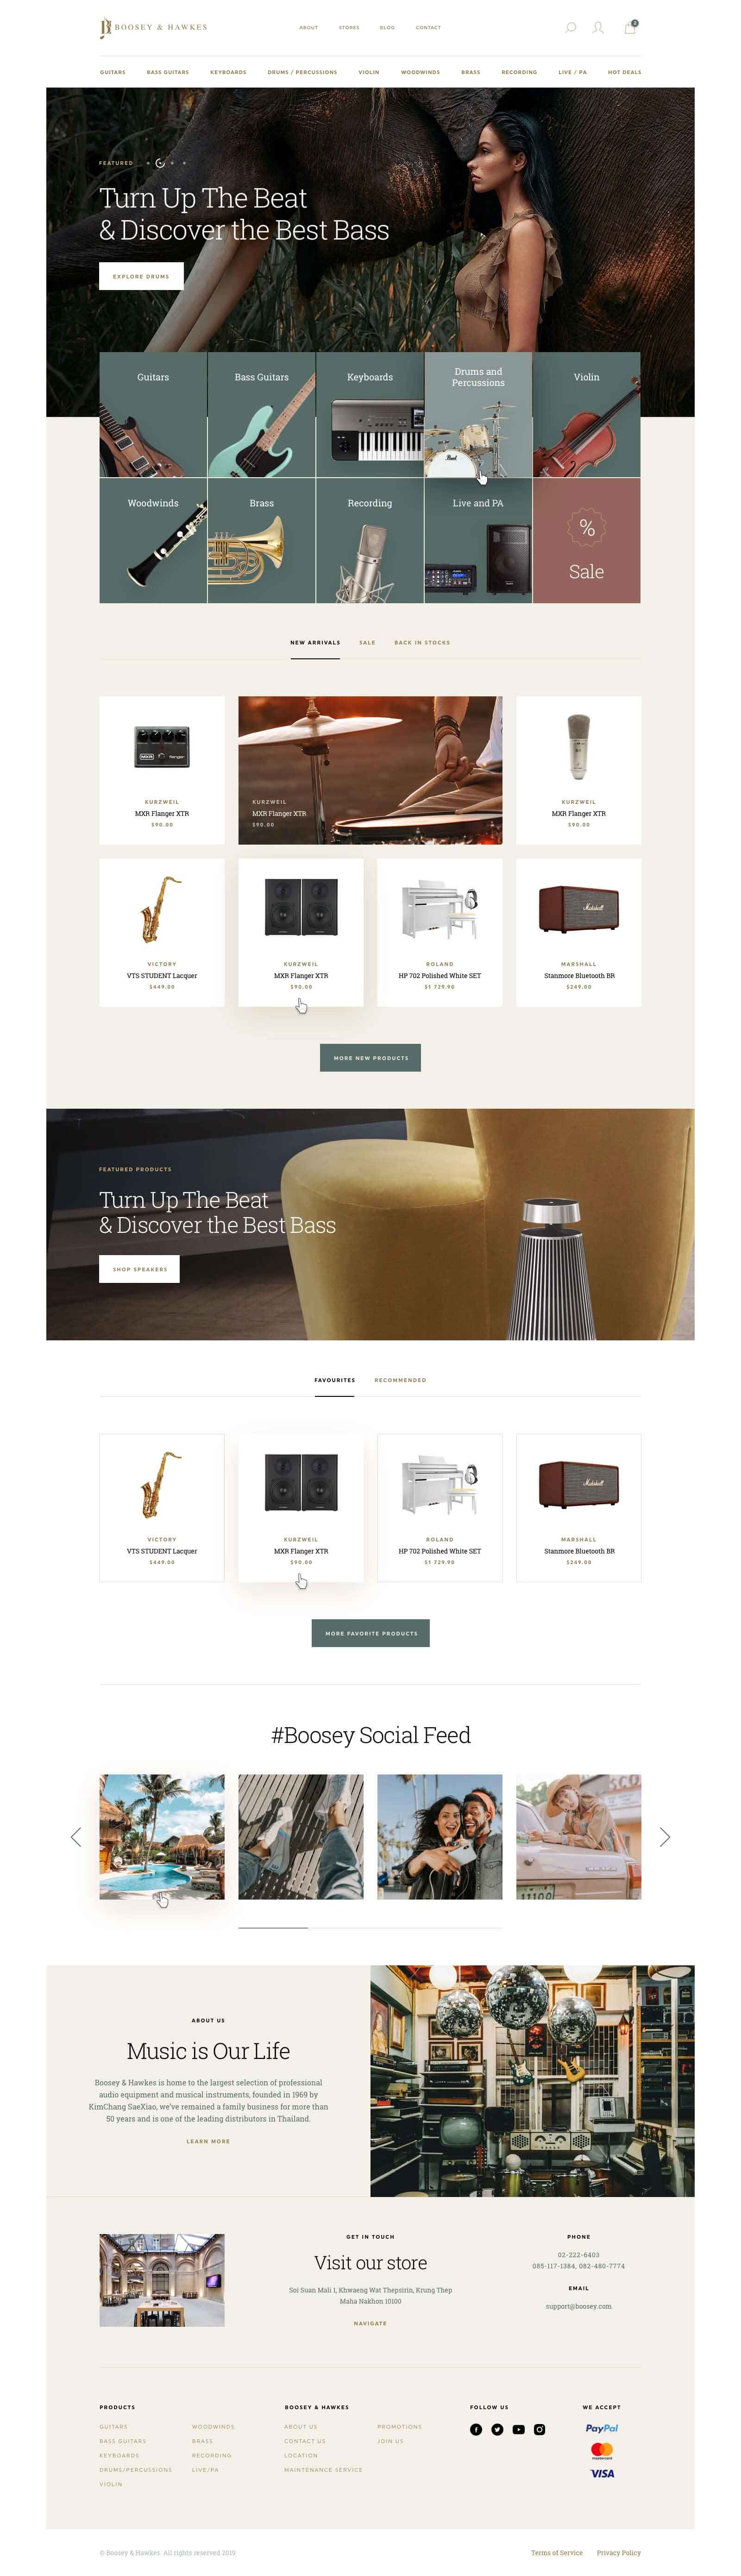 BOOSEY & HAWKES
ABOUT STORES BLOG CONTACT
2
GUITARS BASS GUITARS KEYBOARDS DRUMS / PERCUSSIONS VIOLIN WOODWINDS BRASS RECORDING LIVE / PA HOT DEALS
FEATURED
Turn Up The Beat
& Discover the Best Bass
EXPLORE DRUMS
Guitars
Bass Guitars
Keyboards
Drums and
Percussions
Violin
Woodwinds
Brass
Recording
Live and PA
%
Sale
NEW ARRIVALS SALE BACK IN STOCKS
KURZWEIL
MXR Flanger XTR
$90.00
KURZWEIL
MXR Flanger XTR
$90.00
KURZWEIL
MXR Flanger XTR
$90.00
VICTORY
VTS STUDENT Lacquer
$449.00
KURZWEIL
MXR Flanger XTR
$90.00
ROLAND
HP 702 Polished White SET
$1 729.90
Marshall
MARSHALL
Stanmore Bluetooth BR
$249.00
MORE NEW PRODUCTS
FEATURED PRODUCTS
Turn Up The Beat
& Discover the Best Bass
SHOP SPEAKERS
FAVOURITES RECOMMENDED
VICTORY
VTS STUDENT Lacquer
$449.00
KURZWEIL
MXR Flanger XTR
$90.00
ROLAND
HP 702 Polished White SET
$1 729.90
Marshall
MARSHALL
Stanmore Bluetooth BR
$249.00
MORE FAVORITE PRODUCTS
#Boosey Social Feed
ABOUT US
Music is Our Life
Boosey & Hawkes is home to the largest selection of professional
audio equipment and musical instruments, founded in 1969 by
KimChang SaeXiao, we've remained a family business for more than
50 years and is one of the leading distributors in Thailand.
LEARN MORE
GET IN TOUCH
Visit our store
Soi Suan Mali 1, Khwaeng Wat Thepsirin, Krung Thep
Maha Nakhon 10100
NAVIGATE
PHONE
02-222-6403
085-117-1384, 082-480-7774
EMAIL
support@boosey.com
PRODUCTS
GUITARS
BASS GUITARS
KEYBOARDS
DRUMS/PERCUSSIONS
VIOLIN
WOODWINDS
BRASS
RECORDING
LIVE/PA
BOOSEY & HAWKES
ABOUT US
CONTACT US
LOCATION
MAINTENANCE SERVICE
PROMOTIONS
JOIN US
FOLLOW US
WE ACCEPT
PayPal
mastercard
VISA
© Boosey & Hawkes. All rights reserved 2019
Terms of Service Privacy Policy